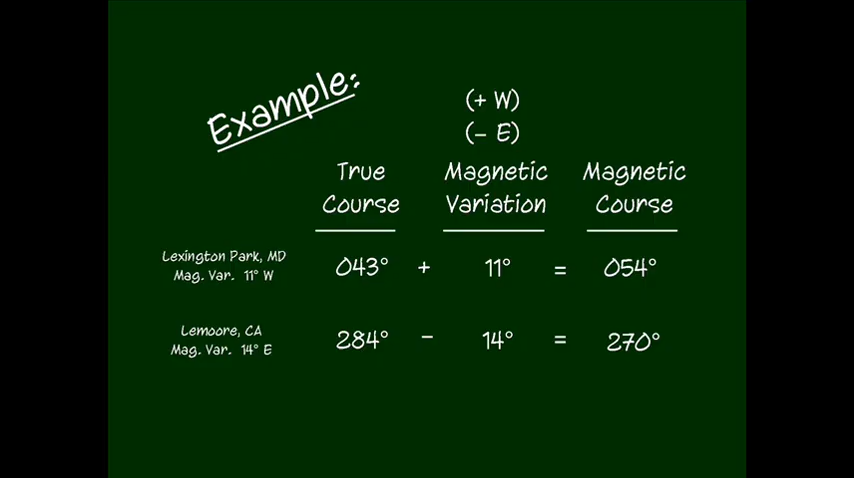 Example:
(+ W)
(– E)
True Magnetic Magnetic
Course Variation Course
Lexington Park, MD
Mag. Var. 11° W
043° + 11° = 054°
Lemoore, CA
Mag. Var. 14° E
284° – 14° = 270°